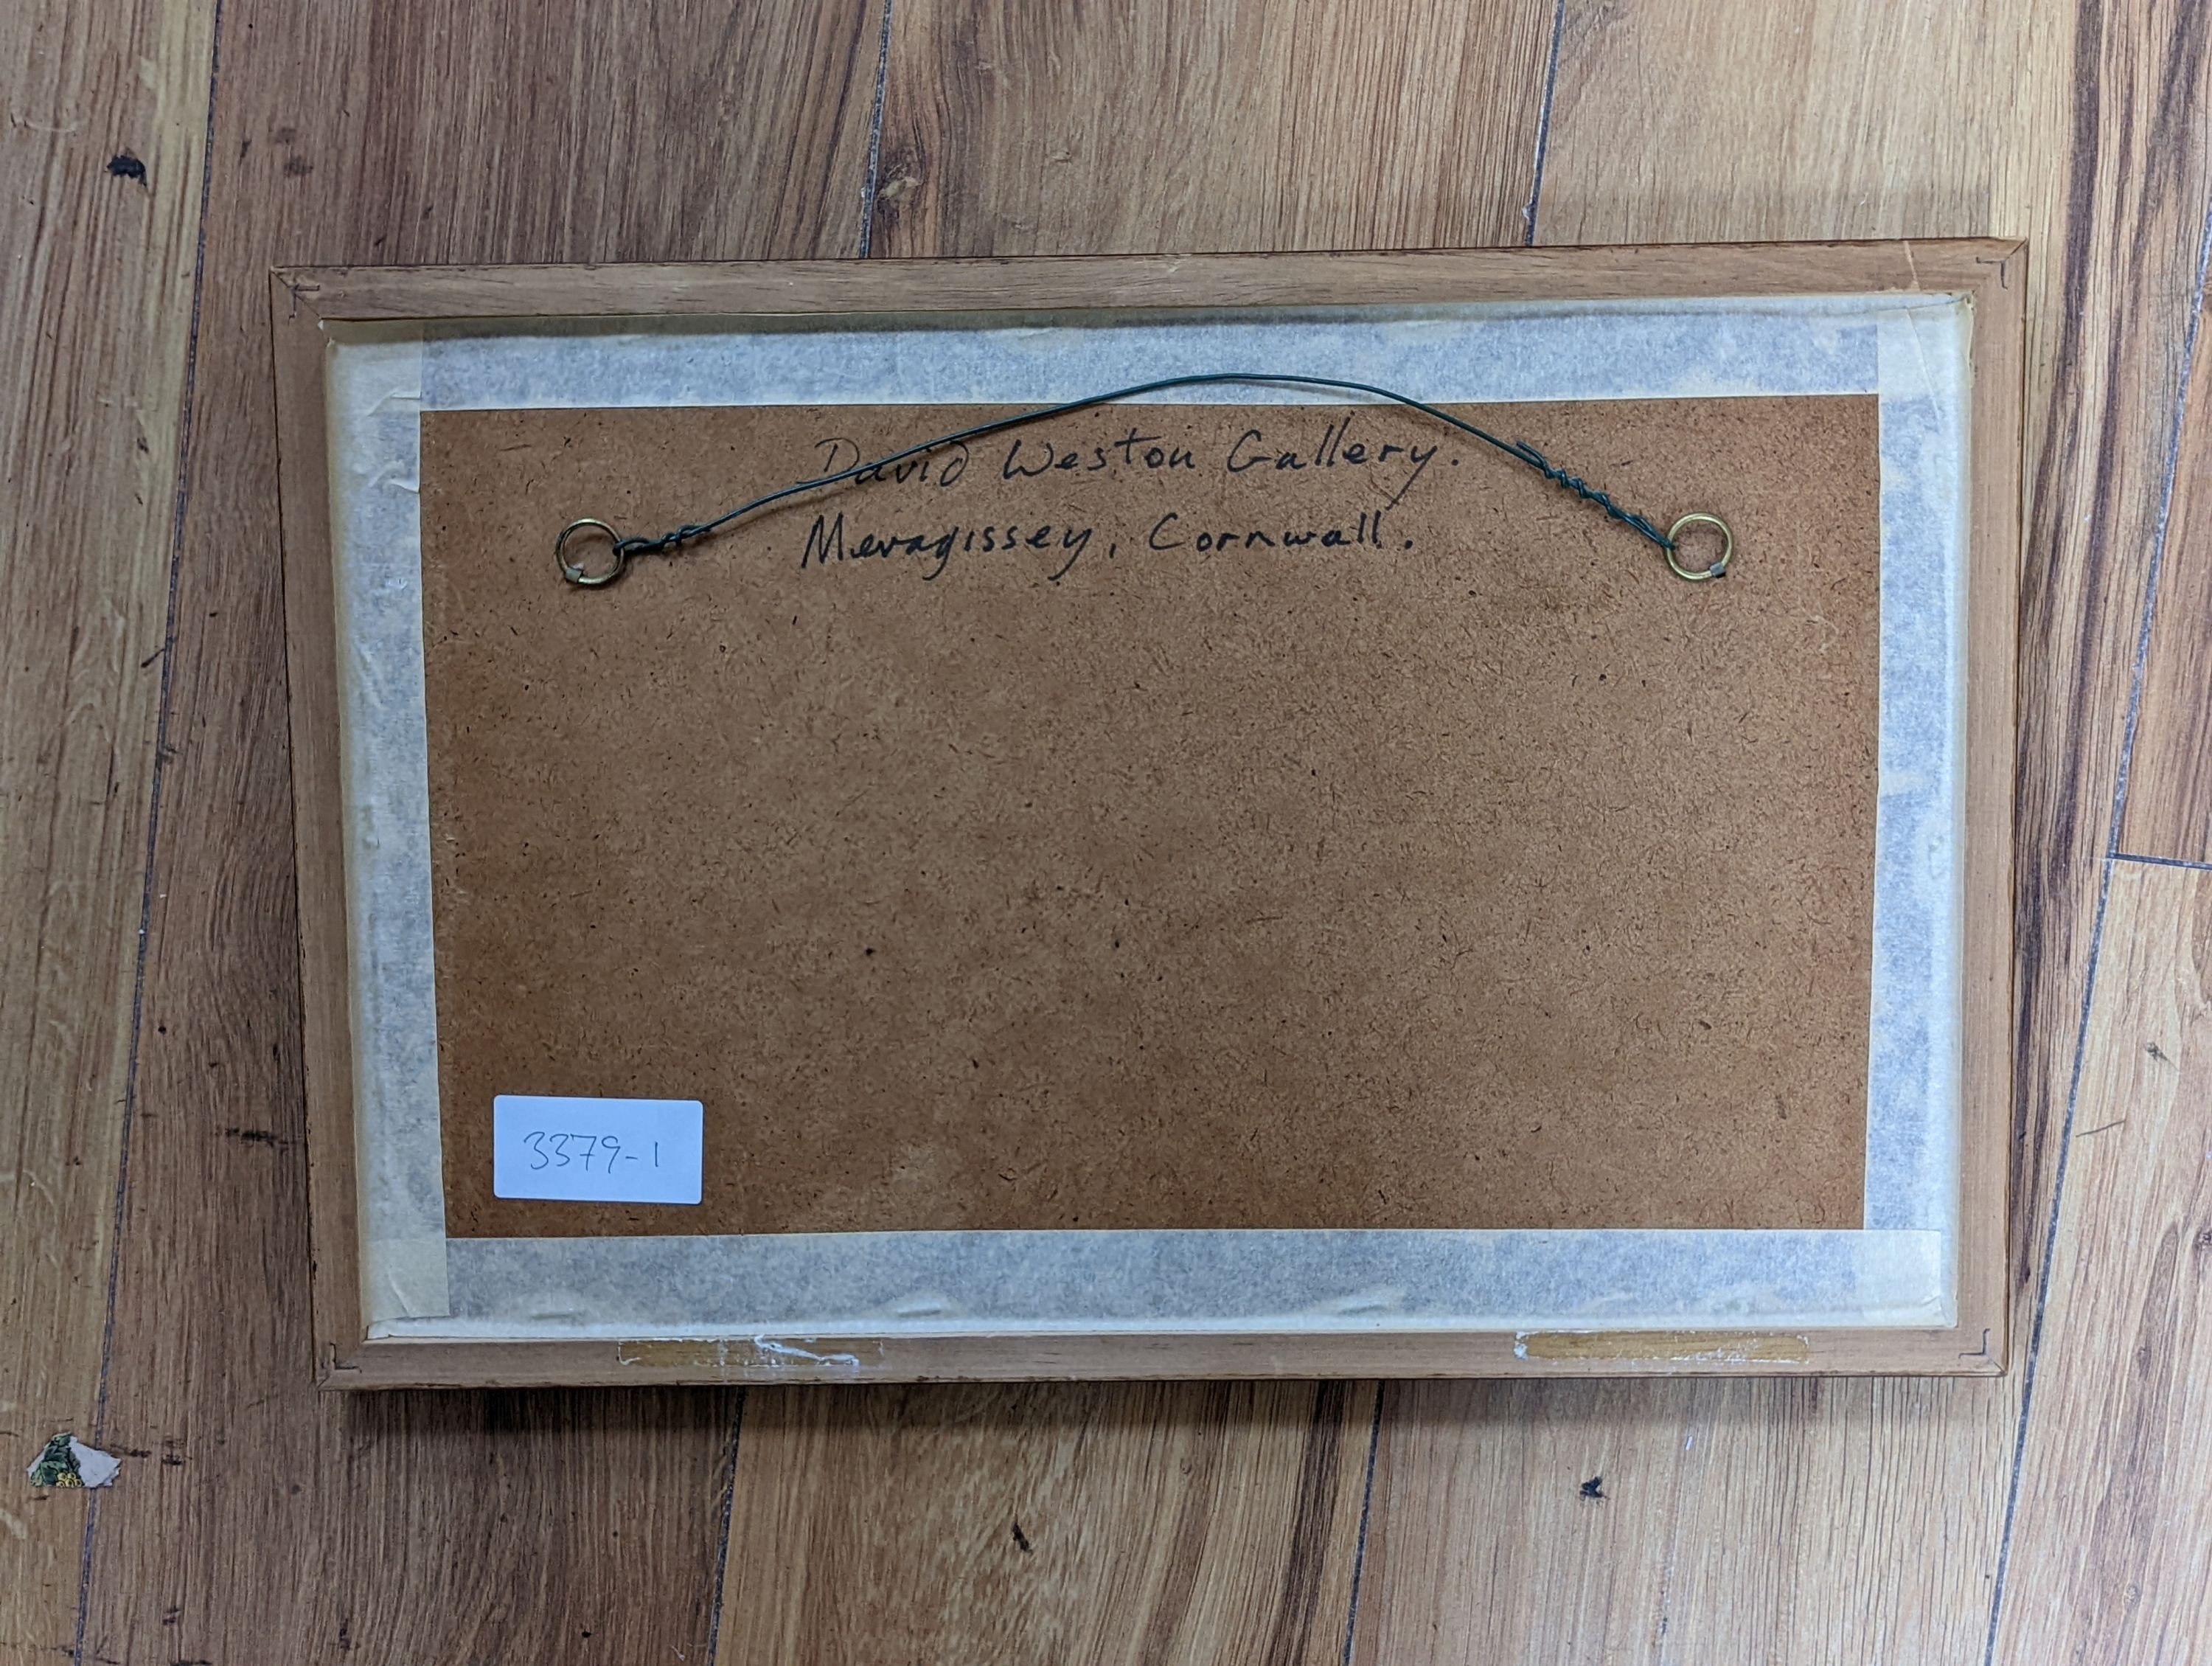 David Weston Gallery.
Mevagissey, Cornwall.
3379-1